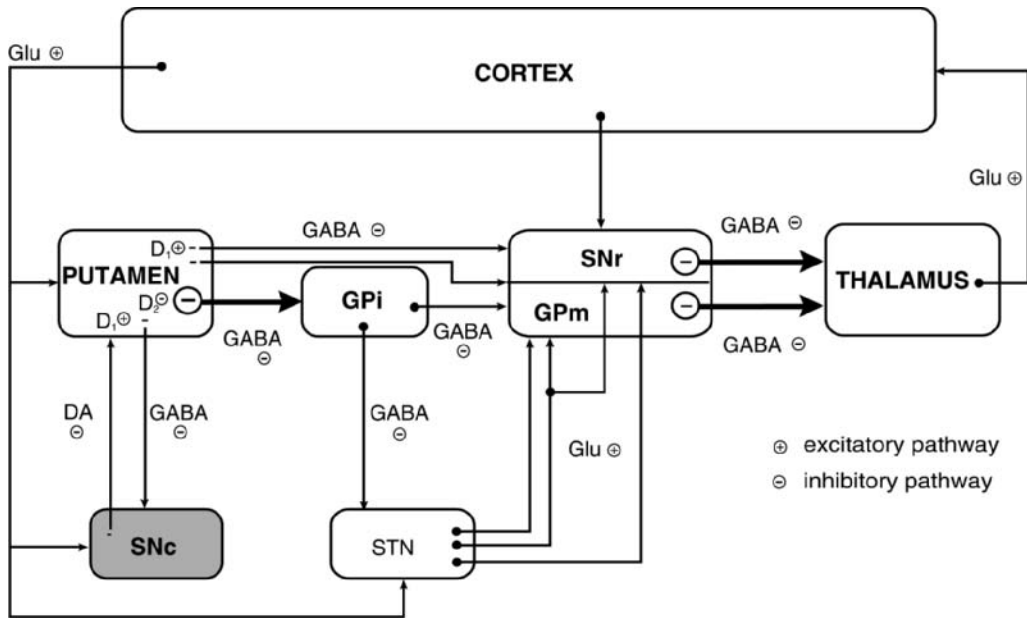 Glu ⊕
CORTEX
Glu ⊕
GABA ⊖
GABA ⊖
D₁⊕
PUTAMEN
D₂⊖
D₁⊕
⊖
GPi
SNr
⊖
GPm
⊖
THALAMUS
GABA
⊖
GABA
⊖
GABA ⊖
DA
⊖
GABA
⊖
GABA
⊖
Glu ⊕
⊕ excitatory pathway
⊖ inhibitory pathway
SNc
STN